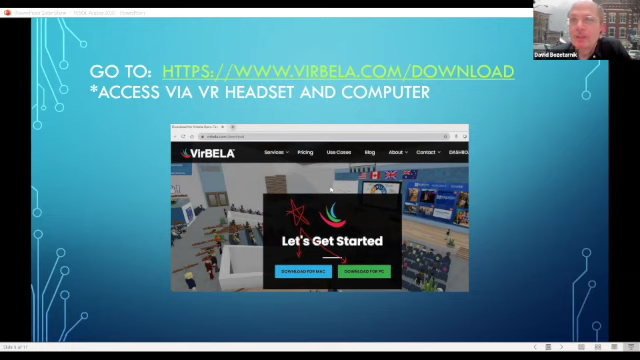 GO TO: HTTPS://WWW.VIRBELA.COM/DOWNLOAD
*ACCESS VIA VR HEADSET AND COMPUTER
VirBELA
Services
Pricing
Use Cases
Blog
About
Contact
Let's Get Started
DOWNLOAD FOR MAC
DOWNLOAD FOR PC
David Bezotarnik